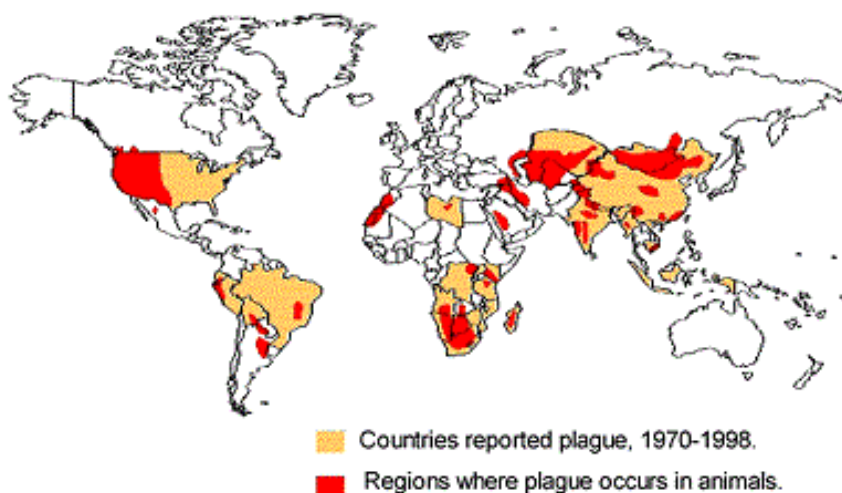 Countries reported plague, 1970-1998.
Regions where plague occurs in animals.